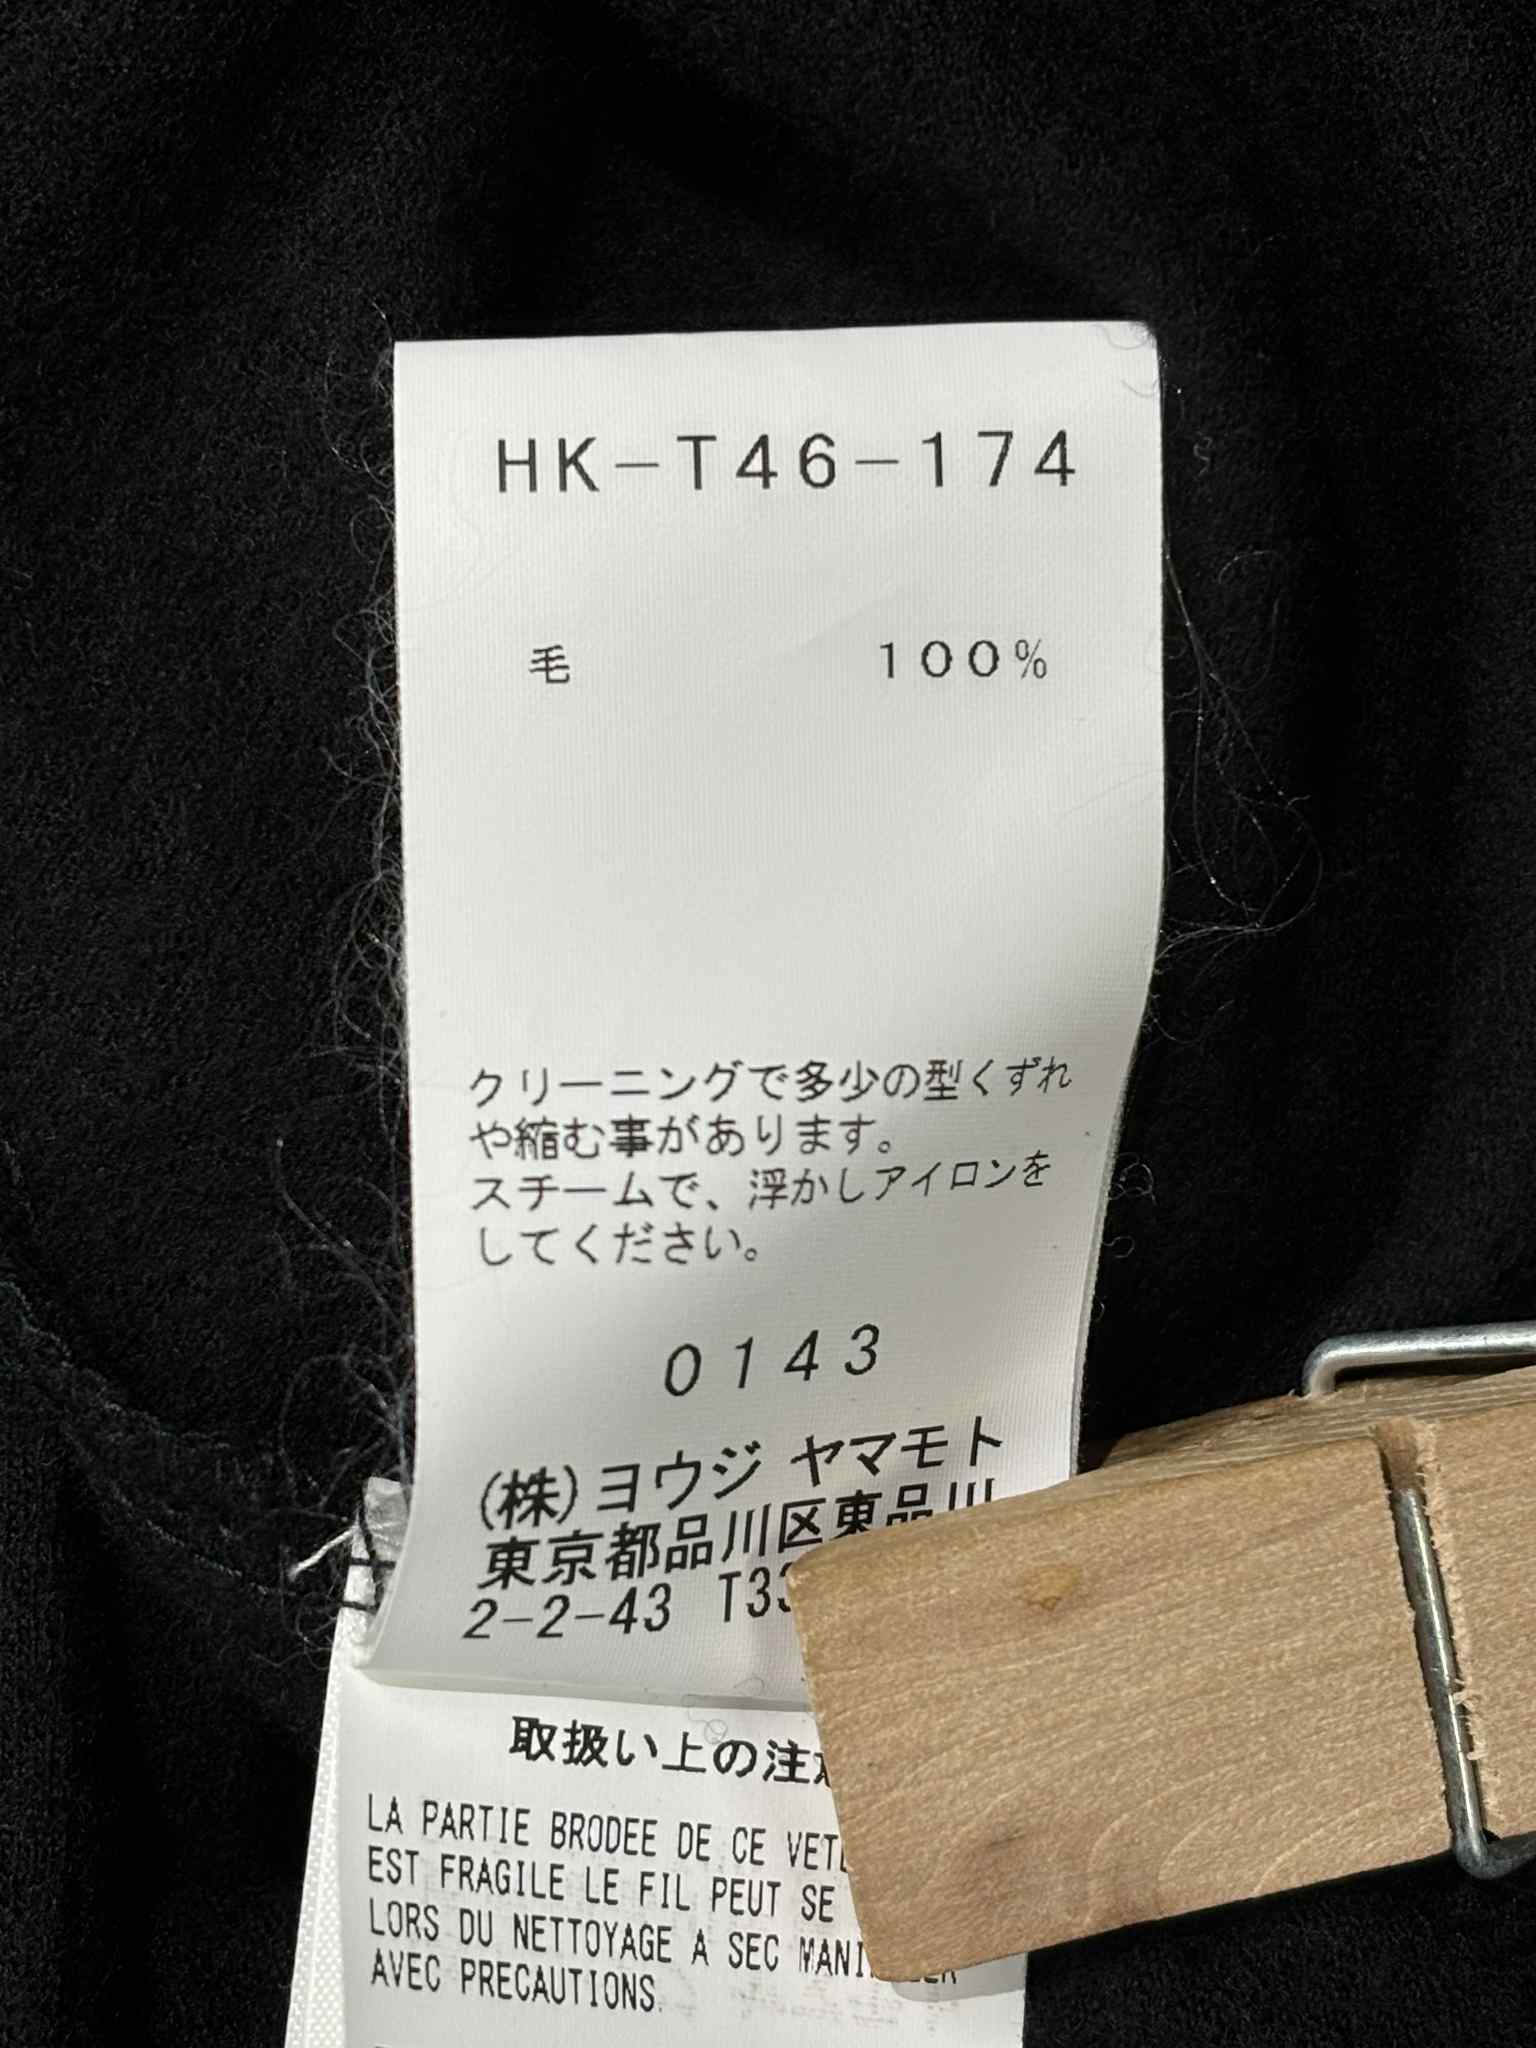 HK-T46-174
毛 100%
クリーニングで多少の型くずれ
や縮む事があります。
スチームで、浮かしアイロンを
してください。
0143
(株)ヨウジ ヤマモト
東京都品川区東品川
2-2-43 T33
取扱い上の注
LA PARTIE BRODEE DE CE
EST FRAGILE LE FIL PEUT SE
LORS DU NETTOYAGE A SEC
AVEC PRECAUTIONS.